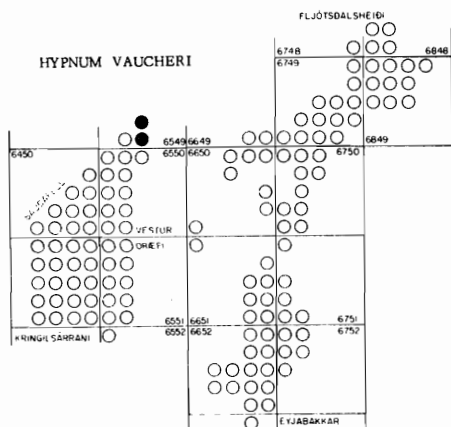 FLJÓTSDALSHEIÐI
6748 6848
6749
HYPNUM VAUCHERI
6549 6649 6849
6450 6550 6650 6750
VESTUR
ÖRÆFI
6551 6651 6751
KRINGILSÁRRANI 6552 6652 6752
EYJABAKKAR